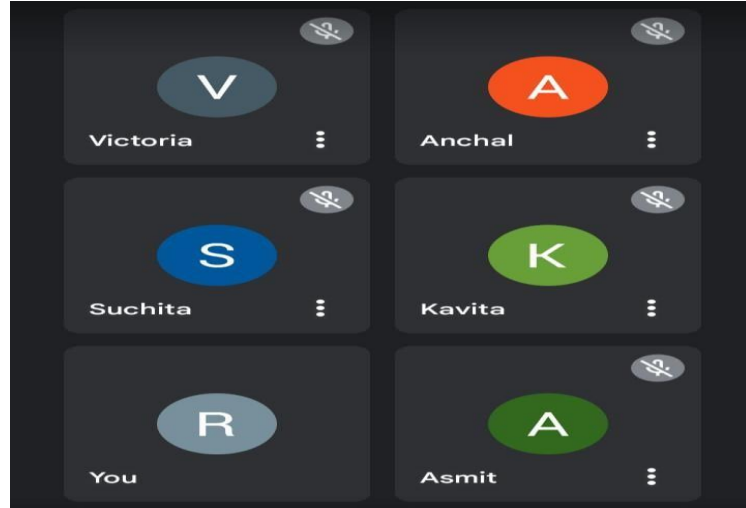 V
A
Victoria
Anchal
S
K
Suchita
Kavita
R
A
You
Asmit